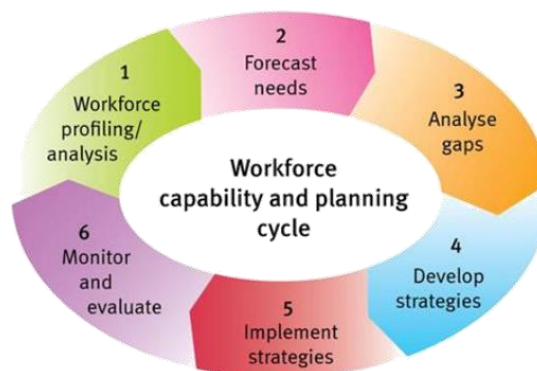 1
Workforce
profiling/
analysis
2
Forecast
needs
3
Analyse
gaps
Workforce
capability and planning
cycle
4
Develop
strategies
5
Implement
strategies
6
Monitor
and
evaluate